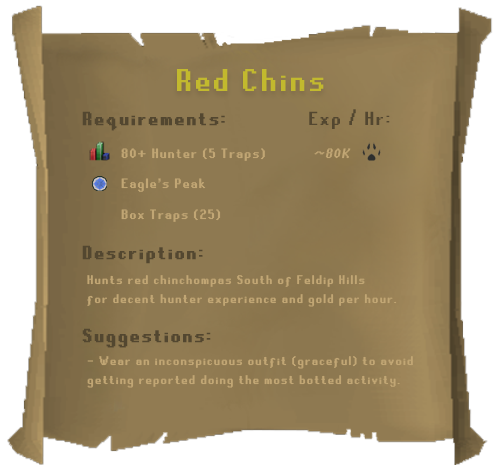 Red Chins
Requirements: Exp / Hr:
80+ Hunter (5 Traps) ~80K
Eagle's Peak
Box Traps (25)
Description:
Hunts red chinchompas South of Feldip Hills
for decent hunter experience and gold per hour.
Suggestions:
- Wear an inconspicuous outfit (graceful) to avoid
getting reported doing the most botted activity.